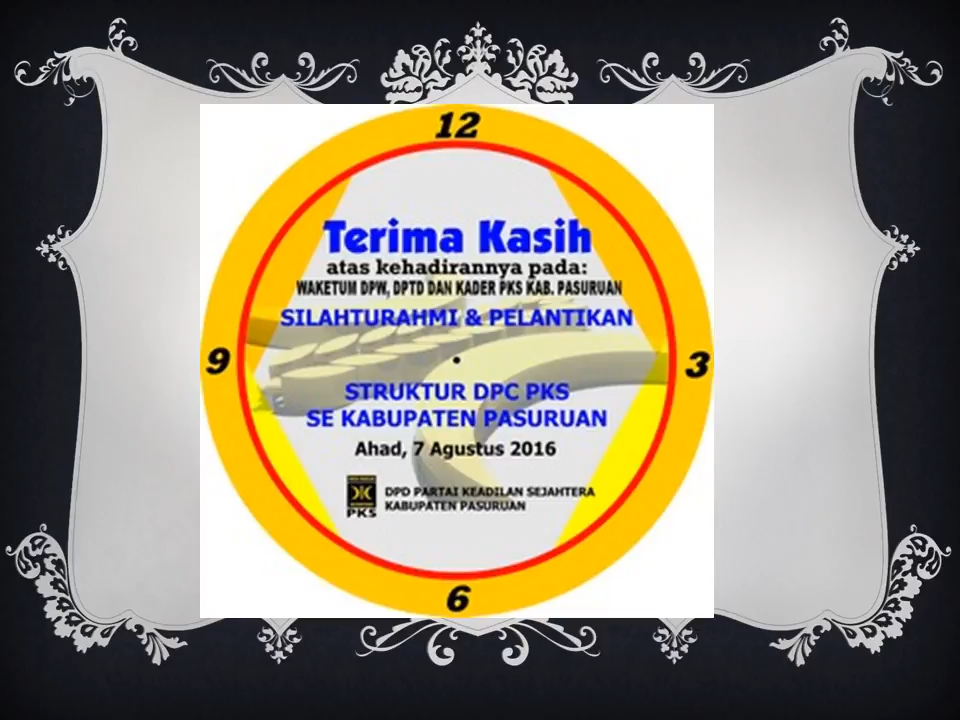 12
Terima Kasih
atas kehadirannya pada:
WAKETUM DPW, DPTD DAN KADER PKS KAB. PASURUAN
SILAHTURAHMI & PELANTIKAN
9
3
STRUKTUR DPC PKS
SE KABUPATEN PASURUAN
Ahad, 7 Agustus 2016
PKS
DPD PARTAI KEADILAN SEJAHTERA
KABUPATEN PASURUAN
6